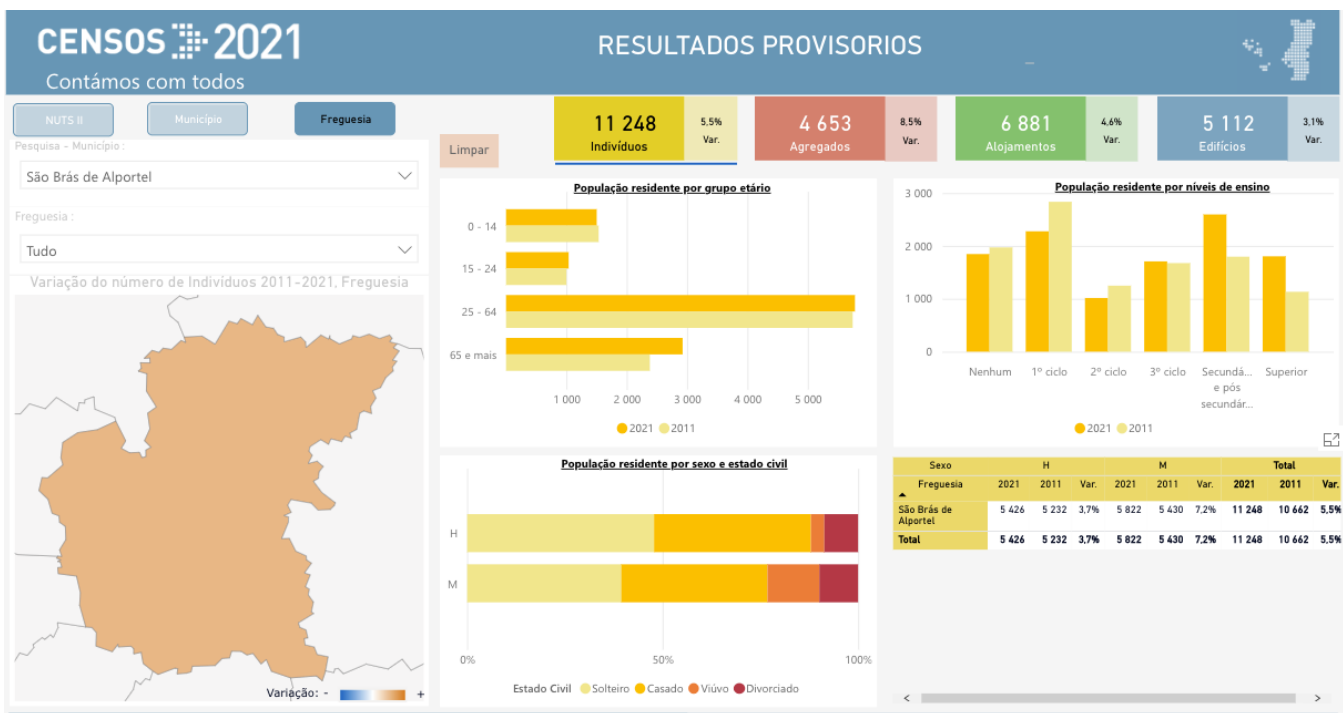 CENSOS 2021
Contámos com todos
RESULTADOS PROVISORIOS
NUTS II
Município
Freguesia
Pesquisa - Município :
São Brás de Alportel
Freguesia :
Tudo
Variação do número de Indivíduos 2011-2021, Freguesia
Variação: - +
Limpar
11 248
Indivíduos
5,5%
Var.
4 653
Agregados
8,5%
Var.
6 881
Alojamentos
4,6%
Var.
5 112
Edifícios
3,1%
Var.
População residente por grupo etário
0 - 14
15 - 24
25 - 64
65 e mais
1 000 2 000 3 000 4 000 5 000
2021 2011
População residente por níveis de ensino
3 000
2 000
1 000
0
Nenhum 1º ciclo 2º ciclo 3º ciclo Secundá... Superior
e pós
secundár...
2021 2011
População residente por sexo e estado civil
H
M
0% 50% 100%
Estado Civil Solteiro Casado Viúvo Divorciado
Sexo H M Total
Freguesia 2021 2011 Var. 2021 2011 Var. 2021 2011 Var.
São Brás de 5 426 5 232 3,7% 5 822 5 430 7,2% 11 248 10 662 5,5%
Alportel
Total 5 426 5 232 3,7% 5 822 5 430 7,2% 11 248 10 662 5,5%